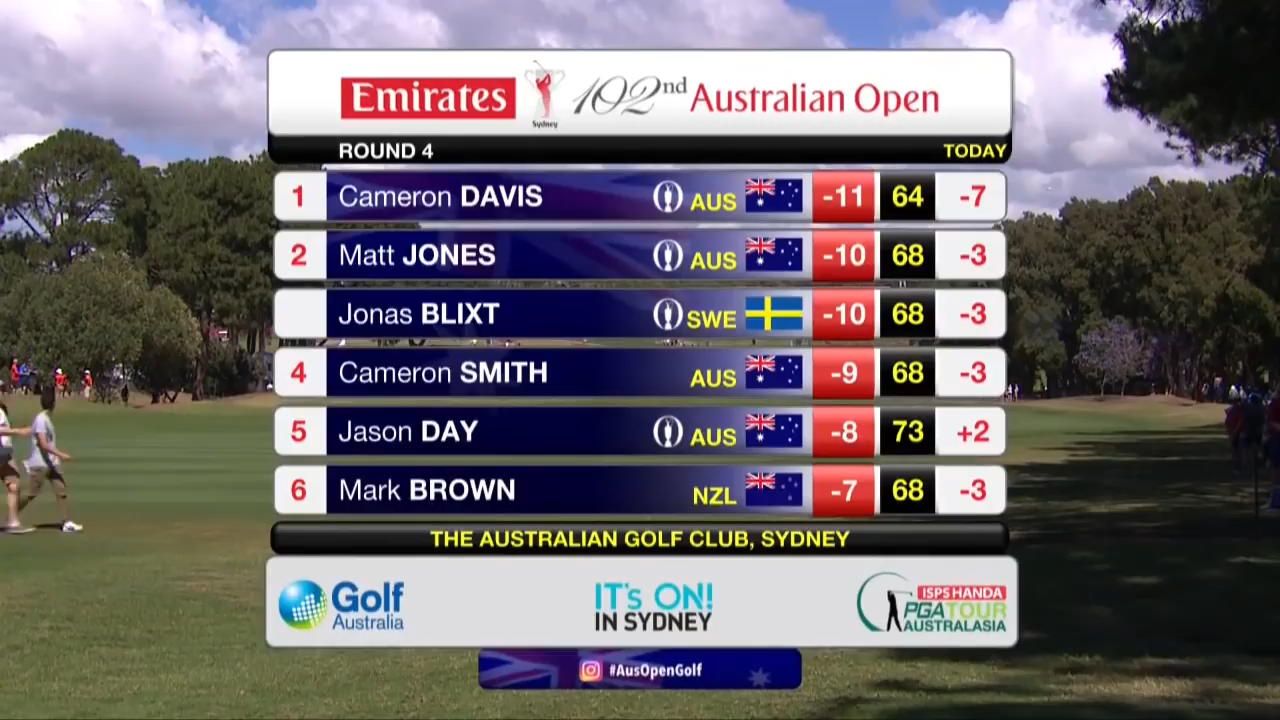 Emirates Sydney 102nd Australian Open
ROUND 4 TODAY
1 Cameron DAVIS AUS -11 64 -7
2 Matt JONES AUS -10 68 -3
Jonas BLIXT SWE -10 68 -3
4 Cameron SMITH AUS -9 68 -3
5 Jason DAY AUS -8 73 +2
6 Mark BROWN NZL -7 68 -3
THE AUSTRALIAN GOLF CLUB, SYDNEY
Golf Australia
IT's ON!
IN SYDNEY
ISPS HANDA
PGA TOUR
AUSTRALASIA
#AusOpenGolf